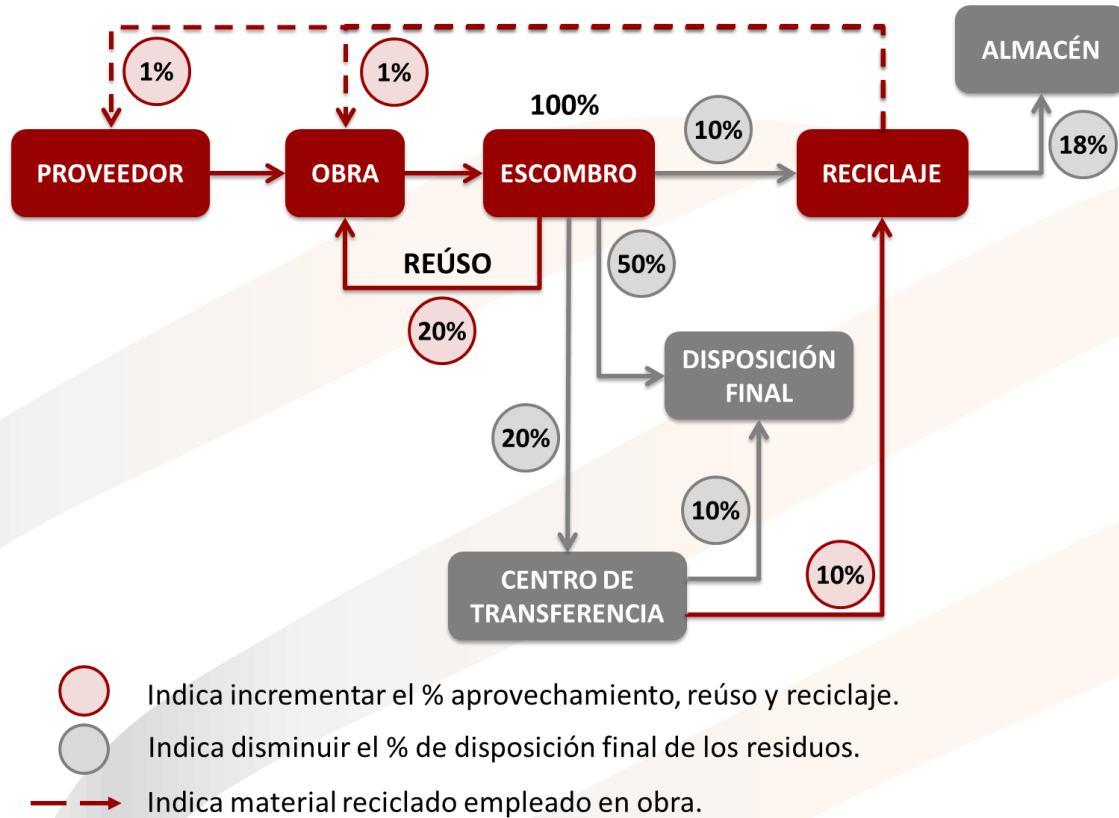 1%
1%
100%
10%
ALMACÉN
18%
PROVEEDOR
OBRA
ESCOMBRO
RECICLAJE
REÚSO
20%
50%
DISPOSICIÓN
FINAL
20%
10%
10%
CENTRO DE
TRANSFERENCIA
Indica incrementar el % aprovechamiento, reúso y reciclaje.
Indica disminuir el % de disposición final de los residuos.
Indica material reciclado empleado en obra.